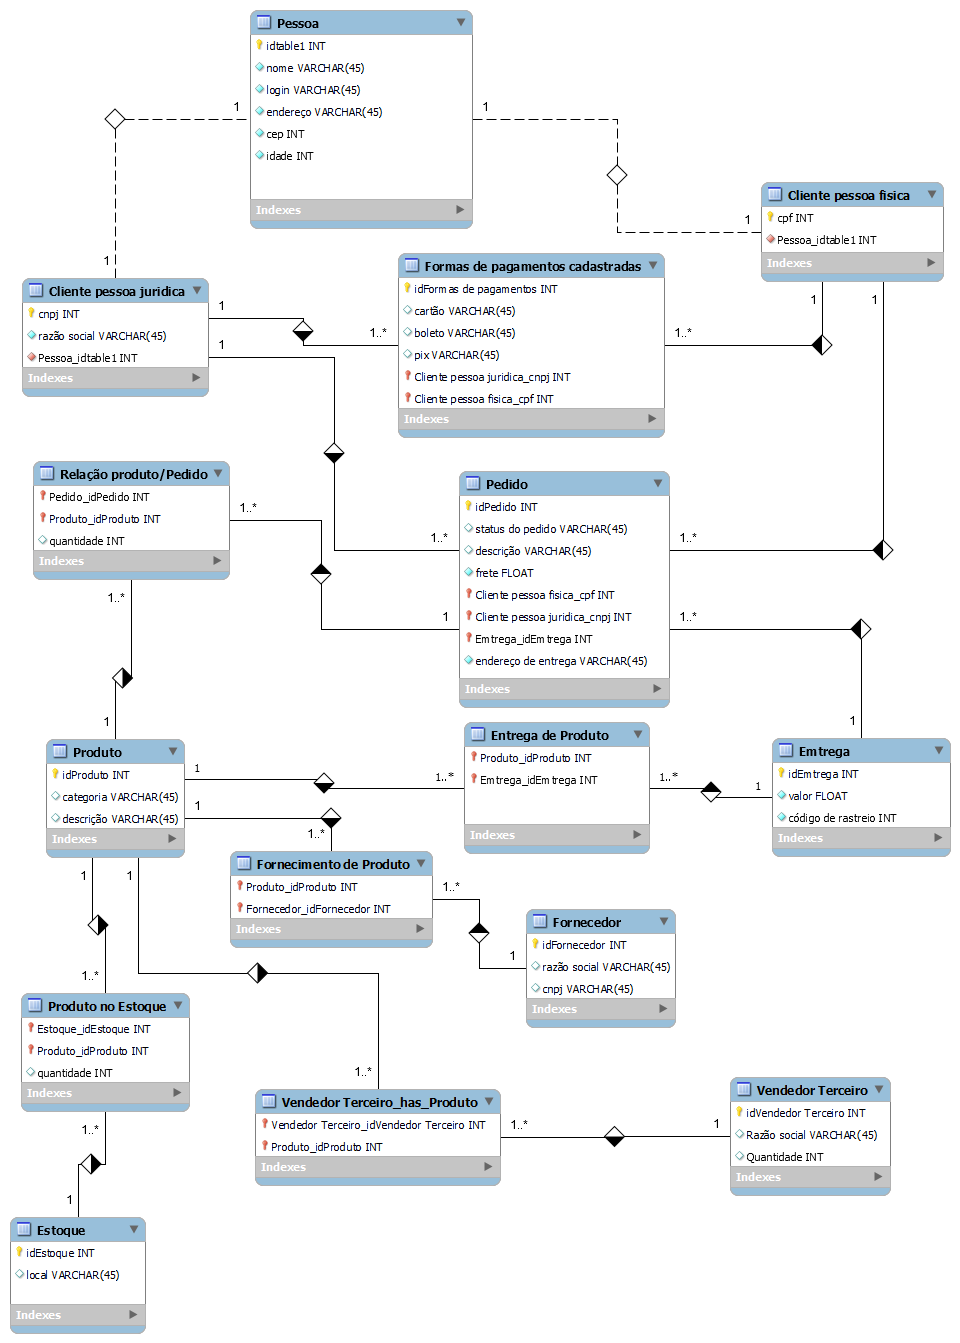 Pessoa
idtable1 INT
nome VARCHAR(45)
login VARCHAR(45)
endereço VARCHAR(45)
cep INT
idade INT
Indexes
1
1
1
1
Cliente pessoa fisica
cpf INT
Pessoa_idtable1 INT
Indexes
Cliente pessoa juridica
cnpj INT
razão social VARCHAR(45)
Pessoa_idtable1 INT
Indexes
Formas de pagamentos cadastradas
idFormas de pagamentos INT
cartão VARCHAR(45)
boleto VARCHAR(45)
pix VARCHAR(45)
Cliente pessoa juridica_cnpj INT
Cliente pessoa fisica_cpf INT
Indexes
1
1..*
1..*
1
1
1
Relação produto/Pedido
Pedido_idPedido INT
Produto_idProduto INT
quantidade INT
Indexes
Pedido
idPedido INT
status do pedido VARCHAR(45)
descrição VARCHAR(45)
frete FLOAT
Cliente pessoa fisica_cpf INT
Cliente pessoa juridica_cnpj INT
Emtrega_idEmtrega INT
endereço de entrega VARCHAR(45)
Indexes
1..*
1..*
1..*
1..*
1
1..*
1
1
Produto
idProduto INT
categoria VARCHAR(45)
descrição VARCHAR(45)
Indexes
Entrega de Produto
Produto_idProduto INT
Emtrega_idEmtrega INT
Indexes
Emtrega
idEmtrega INT
valor FLOAT
código de rastreio INT
Indexes
1
1..*
1..*
1
1
1..*
Fornecimento de Produto
Produto_idProduto INT
Fornecedor_idFornecedor INT
Indexes
1
1
1..*
1
Fornecedor
idFornecedor INT
razão social VARCHAR(45)
cnpj VARCHAR(45)
Indexes
1..*
Produto no Estoque
Estoque_idEstoque INT
Produto_idProduto INT
quantidade INT
Indexes
1..*
Vendedor Terceiro_has_Produto
Vendedor Terceiro_idVendedor Terceiro INT
Produto_idProduto INT
Indexes
Vendedor Terceiro
idVendedor Terceiro INT
Razão social VARCHAR(45)
Quantidade INT
Indexes
1..*
1
1..*
1
Estoque
idEstoque INT
local VARCHAR(45)
Indexes